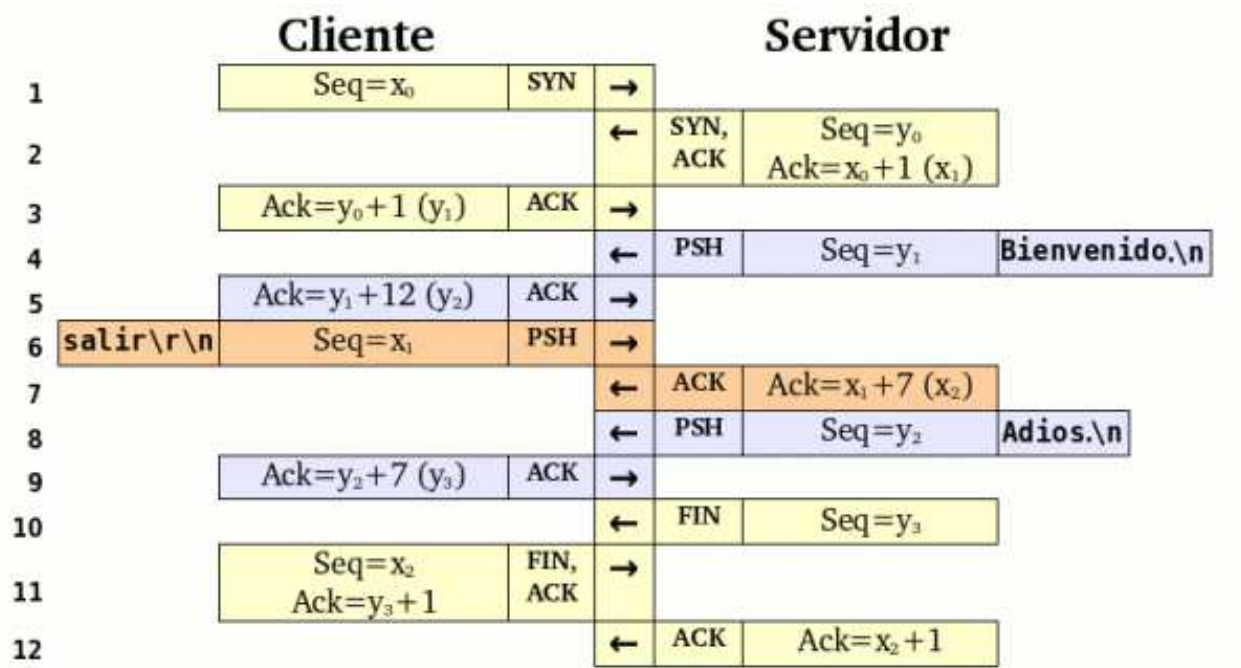 Cliente Servidor
1 Seq=x₀ SYN →
2 ← SYN, ACK Seq=y₀
Ack=x₀+1 (x₁)
3 Ack=y₀+1 (y₁) ACK →
4 ← PSH Seq=y₁ Bienvenido.\n
5 Ack=y₁+12 (y₂) ACK →
6 salir\r\n Seq=x₁ PSH →
7 ← ACK Ack=x₁+7 (x₂)
8 ← PSH Seq=y₂ Adios.\n
9 Ack=y₂+7 (y₃) ACK →
10 ← FIN Seq=y₃
11 Seq=x₂ FIN, ACK →
Ack=y₃+1
12 ← ACK Ack=x₂+1